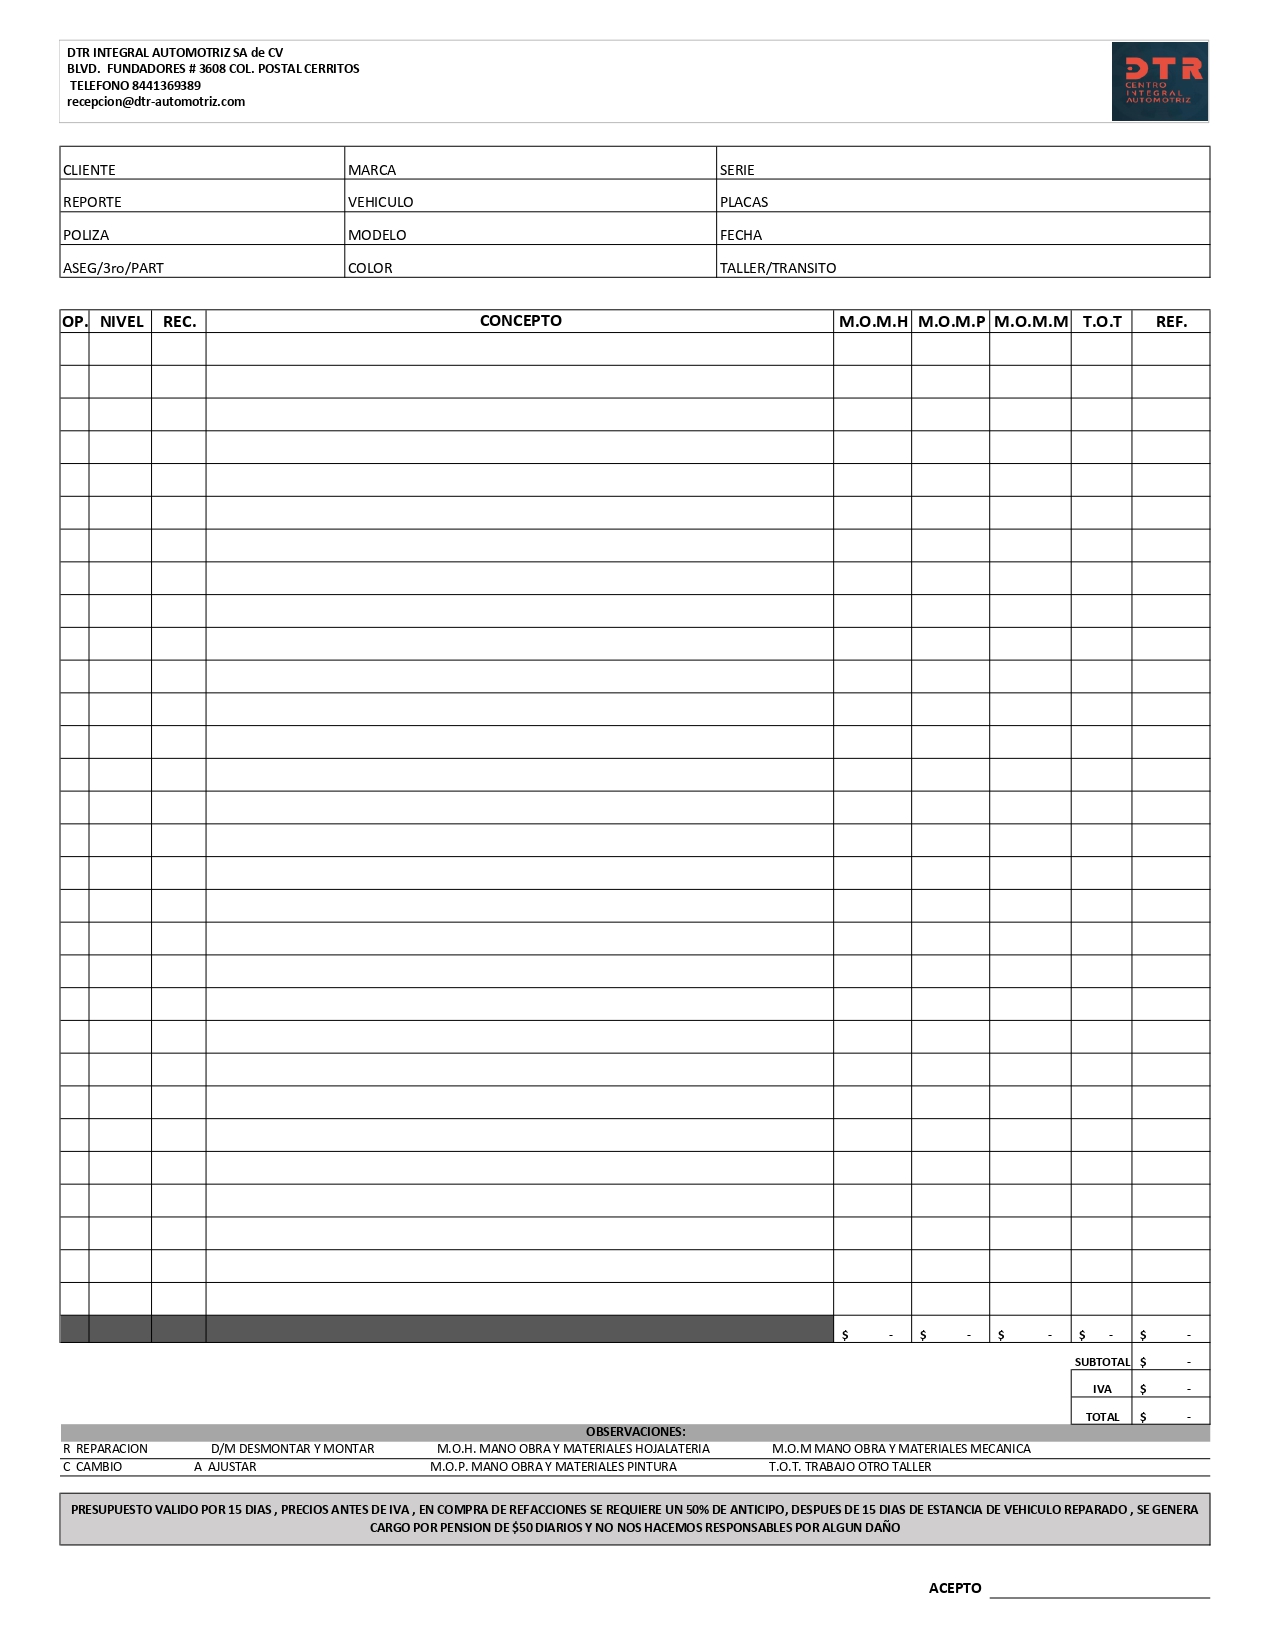 DTR INTEGRAL AUTOMOTRIZ SA de CV
BLVD. FUNDADORES # 3608 COL. POSTAL CERRITOS
TELEFONO 8441369389
recepcion@dtr-automotriz.com
DTR
CENTRO
INTEGRAL
AUTOMOTRIZ
CLIENTE MARCA SERIE
REPORTE VEHICULO PLACAS
POLIZA MODELO FECHA
ASEG/3ro/PART COLOR TALLER/TRANSITO
OP. NIVEL REC. CONCEPTO M.O.M.H M.O.M.P M.O.M.M T.O.T REF.
$ - $ - $ - $ - $ -
SUBTOTAL $ -
IVA $ -
TOTAL $ -
OBSERVACIONES:
R REPARACION D/M DESMONTAR Y MONTAR M.O.H. MANO OBRA Y MATERIALES HOJALATERIA M.O.M MANO OBRA Y MATERIALES MECANICA
C CAMBIO A AJUSTAR M.O.P. MANO OBRA Y MATERIALES PINTURA T.O.T. TRABAJO OTRO TALLER
PRESUPUESTO VALIDO POR 15 DIAS , PRECIOS ANTES DE IVA , EN COMPRA DE REFACCIONES SE REQUIERE UN 50% DE ANTICIPO, DESPUES DE 15 DIAS DE ESTANCIA DE VEHICULO REPARADO , SE GENERA
CARGO POR PENSION DE $50 DIARIOS Y NO NOS HACEMOS RESPONSABLES POR ALGUN DAÑO
ACEPTO